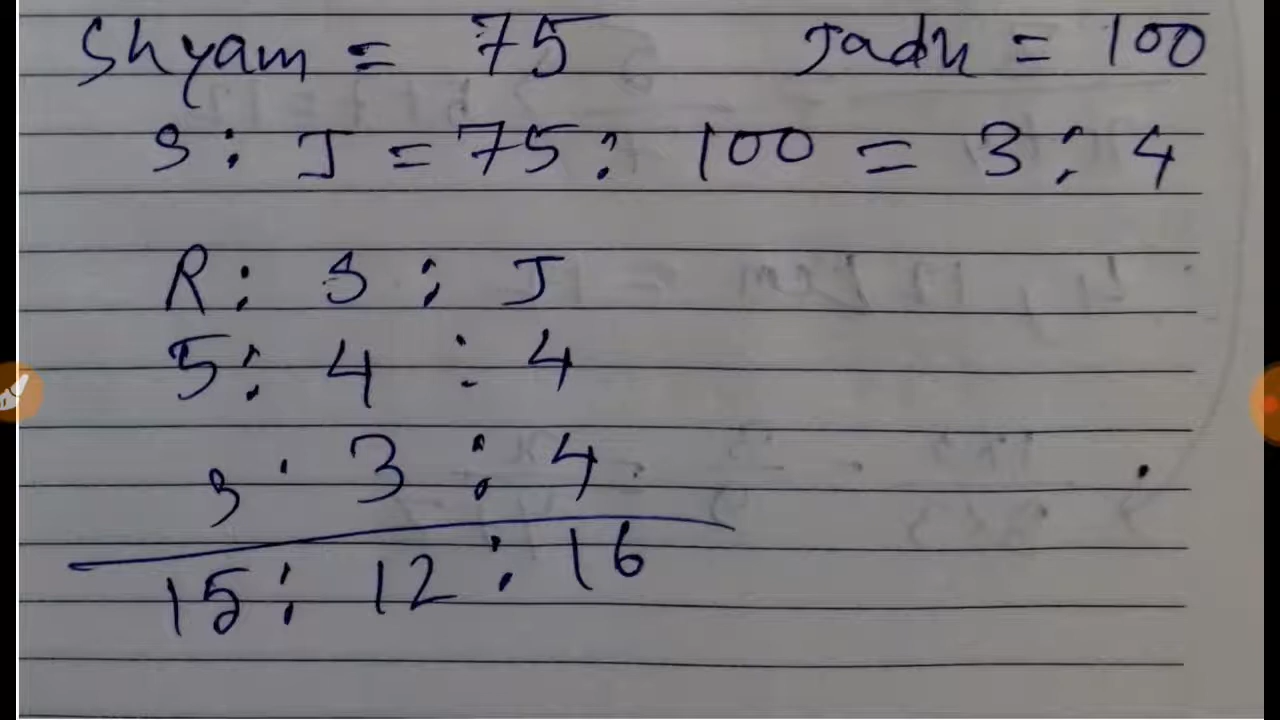 Shyam = 75 Jadu = 100
S : J = 75 : 100 = 3 : 4
R : S : J
5 : 4 : 4
3 : 3 : 4
15 : 12 : 16